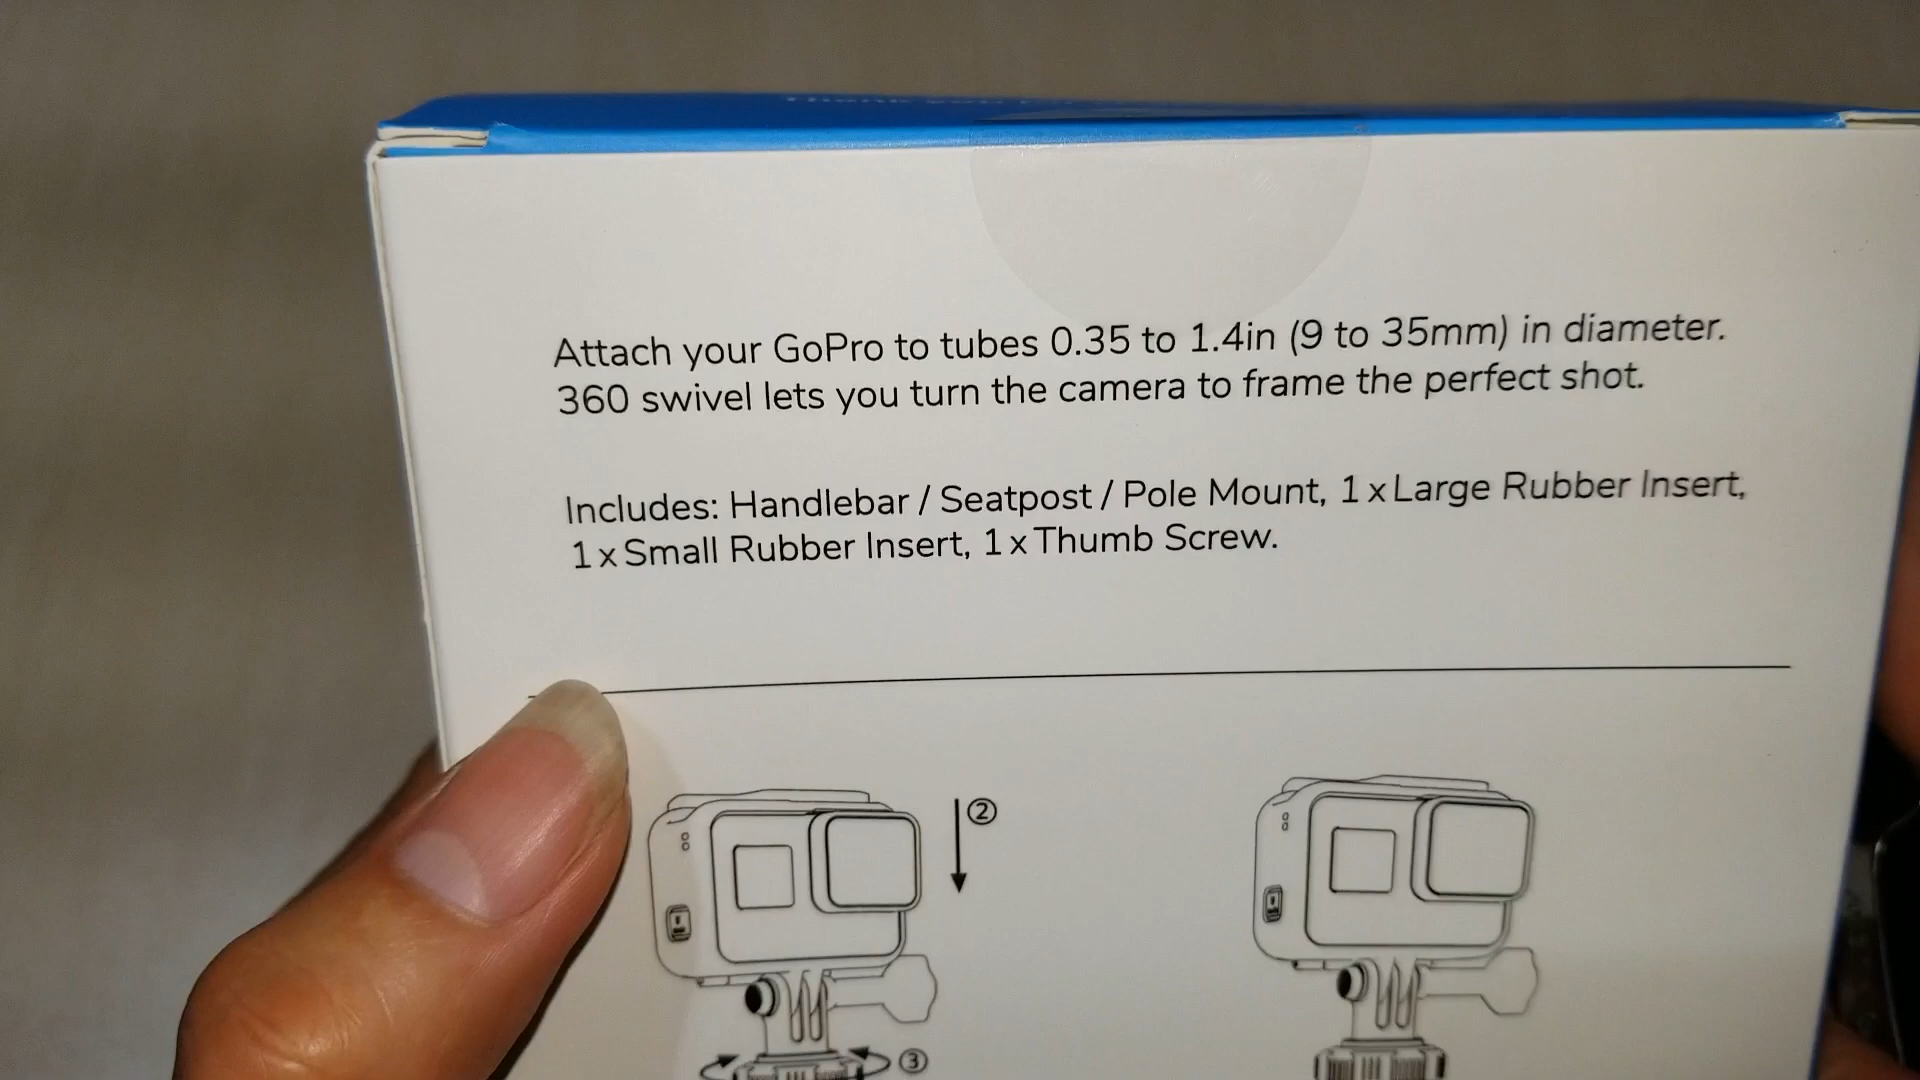 Attach your GoPro to tubes 0.35 to 1.4in (9 to 35mm) in diameter.
360 swivel lets you turn the camera to frame the perfect shot.
Includes: Handlebar / Seatpost / Pole Mount, 1 x Large Rubber Insert,
1 x Small Rubber Insert, 1 x Thumb Screw.
②
③